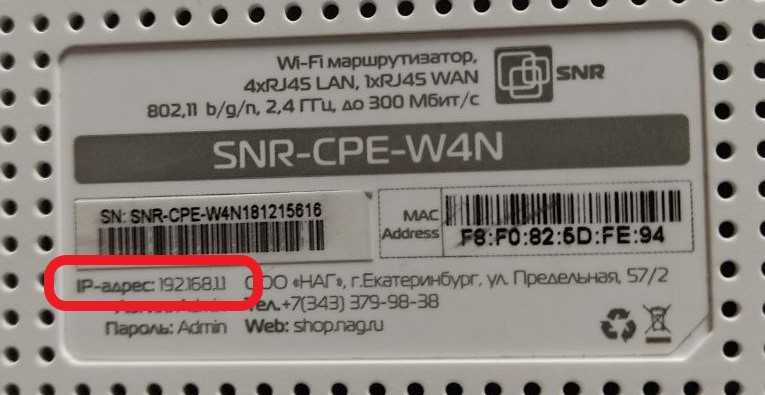 Wi-Fi маршрутизатор,
4xRJ45 LAN, 1xRJ45 WAN
802,11 b/g/n, 2,4 ГГц, до 300 Мбит/с
SNR
SNR-CPE-W4N
SN: SNR-CPE-W4N181215616
MAC
Address
F8:F0:82:5D:FE:94
IP-адрес: 192.168.1.1
ООО «НАГ», г.Екатеринбург, ул. Предельная, 57/2
Admin
Тел.+7(343) 379-98-38
Пароль: Admin
Web: shop.nag.ru